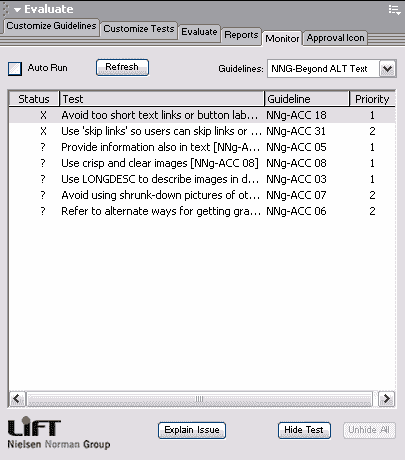 Evaluate
Customize Guidelines Customize Tests Evaluate Reports Monitor Approval Icon
Auto Run Refresh Guidelines: NNG-Beyond ALT Text
Status Test Guideline Priority
X Avoid too short text links or button lab... NNg-ACC 18 1
X Use 'skip links' so users can skip links or ... NNg-ACC 31 2
? Provide information also in text [NNg-A... NNg-ACC 05 1
? Use crisp and clear images [NNg-ACC 08] NNg-ACC 08 1
? Use LONGDESC to describe images in d... NNg-ACC 03 1
? Avoid using shrunk-down pictures of ot... NNg-ACC 07 2
? Refer to alternate ways for getting gra... NNg-ACC 06 2
LIFT
Nielsen Norman Group
Explain Issue Hide Test Unhide All